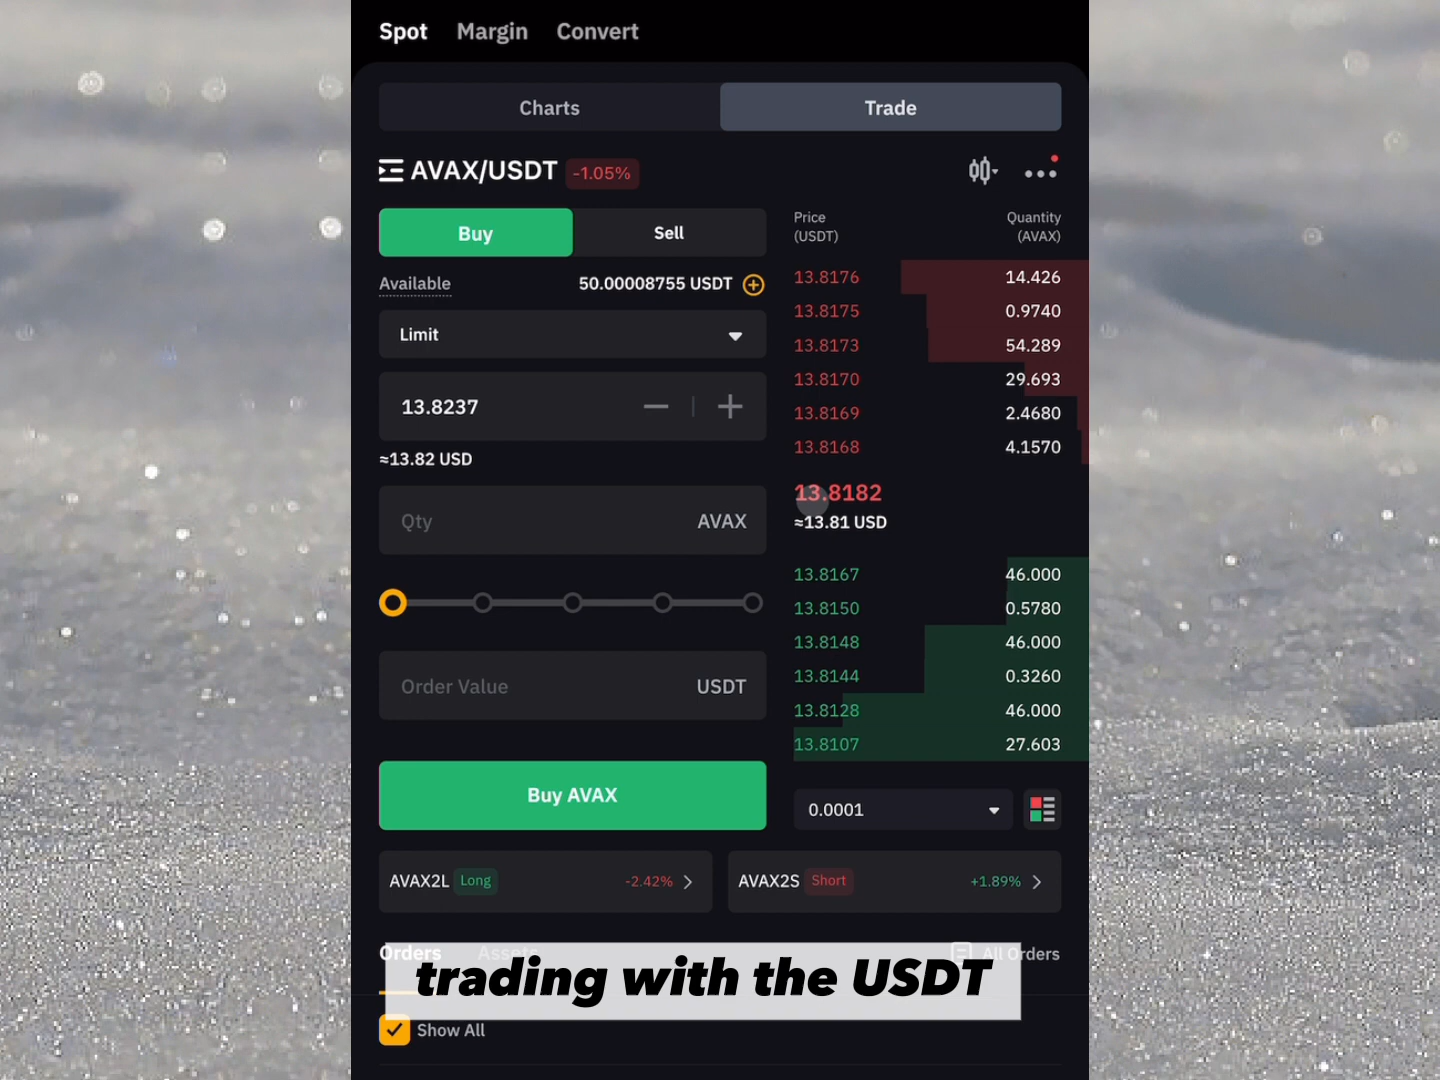 Spot Margin Convert
Charts Trade
AVAX/USDT -1.05%
Buy Sell
Available 50.00008755 USDT
Limit
13.8237
≈13.82 USD
Qty AVAX
Order Value USDT
Buy AVAX
Price Quantity
(USDT) (AVAX)
13.8176 14.426
13.8175 0.9740
13.8173 54.289
13.8170 29.693
13.8169 2.4680
13.8168 4.1570
13.8182
≈13.81 USD
13.8167 46.000
13.8150 0.5780
13.8148 46.000
13.8144 0.3260
13.8128 46.000
13.8107 27.603
0.0001
AVAX2L Long -2.42%
AVAX2S Short +1.89%
Orders Assets All Orders
trading with the USDT
Show All